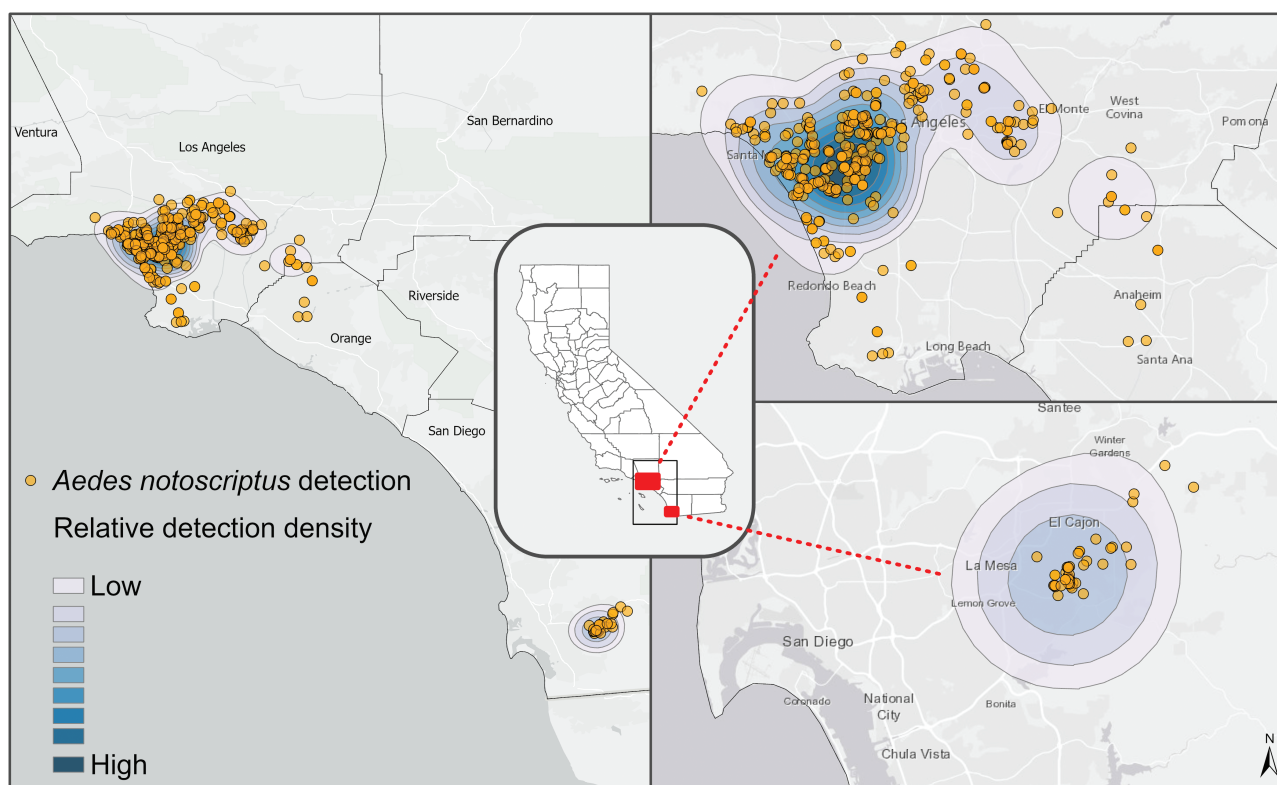 Ventura
Los Angeles
San Bernardino
Riverside
Orange
San Diego
Aedes notoscriptus detection
Relative detection density
Low
High
Los Angeles
El Monte
West
Covina
Pomona
Santa M
Redondo Beach
Anaheim
Long Beach
Santa Ana
Santee
Winter
Gardens
El Cajon
La Mesa
Lemon Grove
San Diego
Coronado
National
City
Bonita
Chula Vista
N